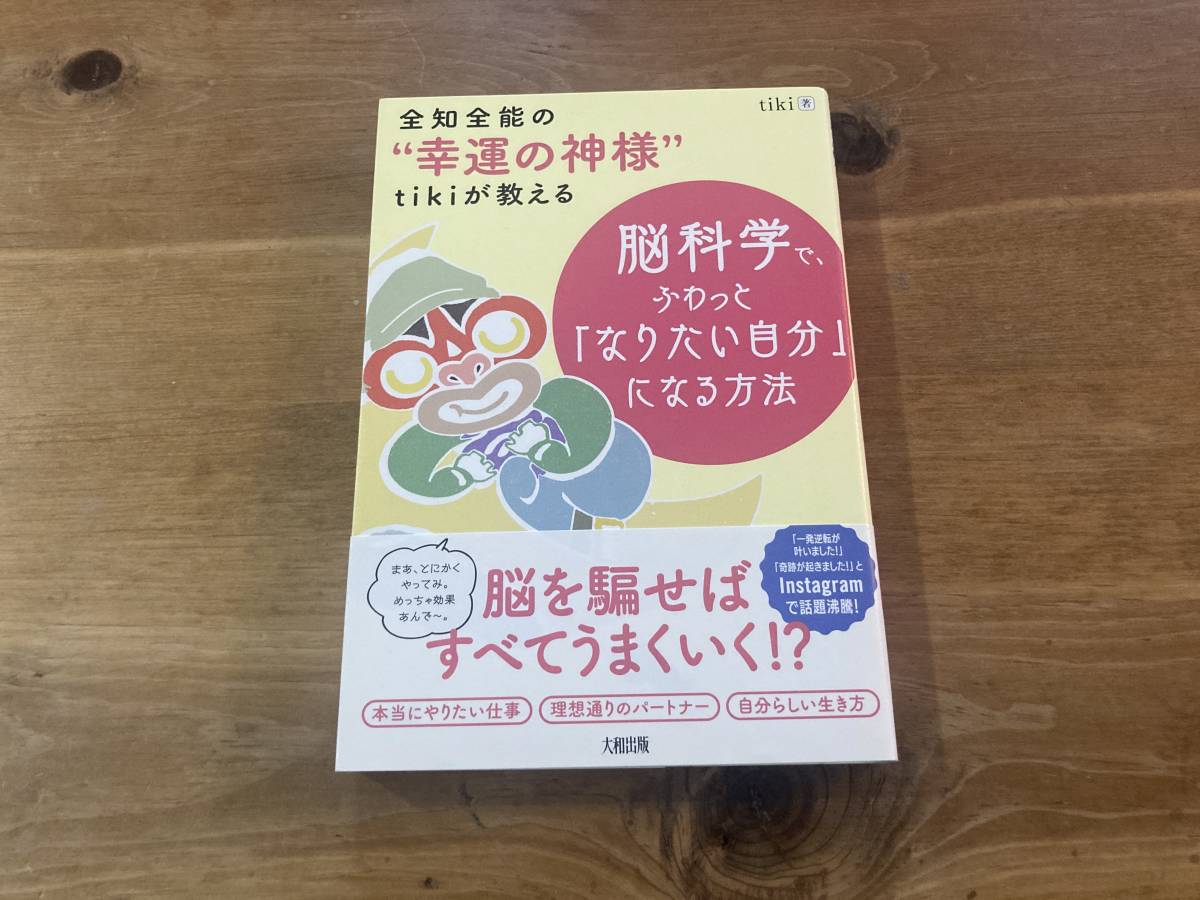 tiki 著
全知全能の
“幸運の神様”
tikiが教える
脳科学で、
ふわっと
「なりたい自分」
になる方法
まあ、とにかく
やってみ。
めっちゃ効果
あんで〜。
脳を騙せば
すべてうまくいく!?
「一発逆転が
叶いました!」
「奇跡が起きました!」と
Instagram
で話題沸騰!
本当にやりたい仕事
理想通りのパートナー
自分らしい生き方
大和出版